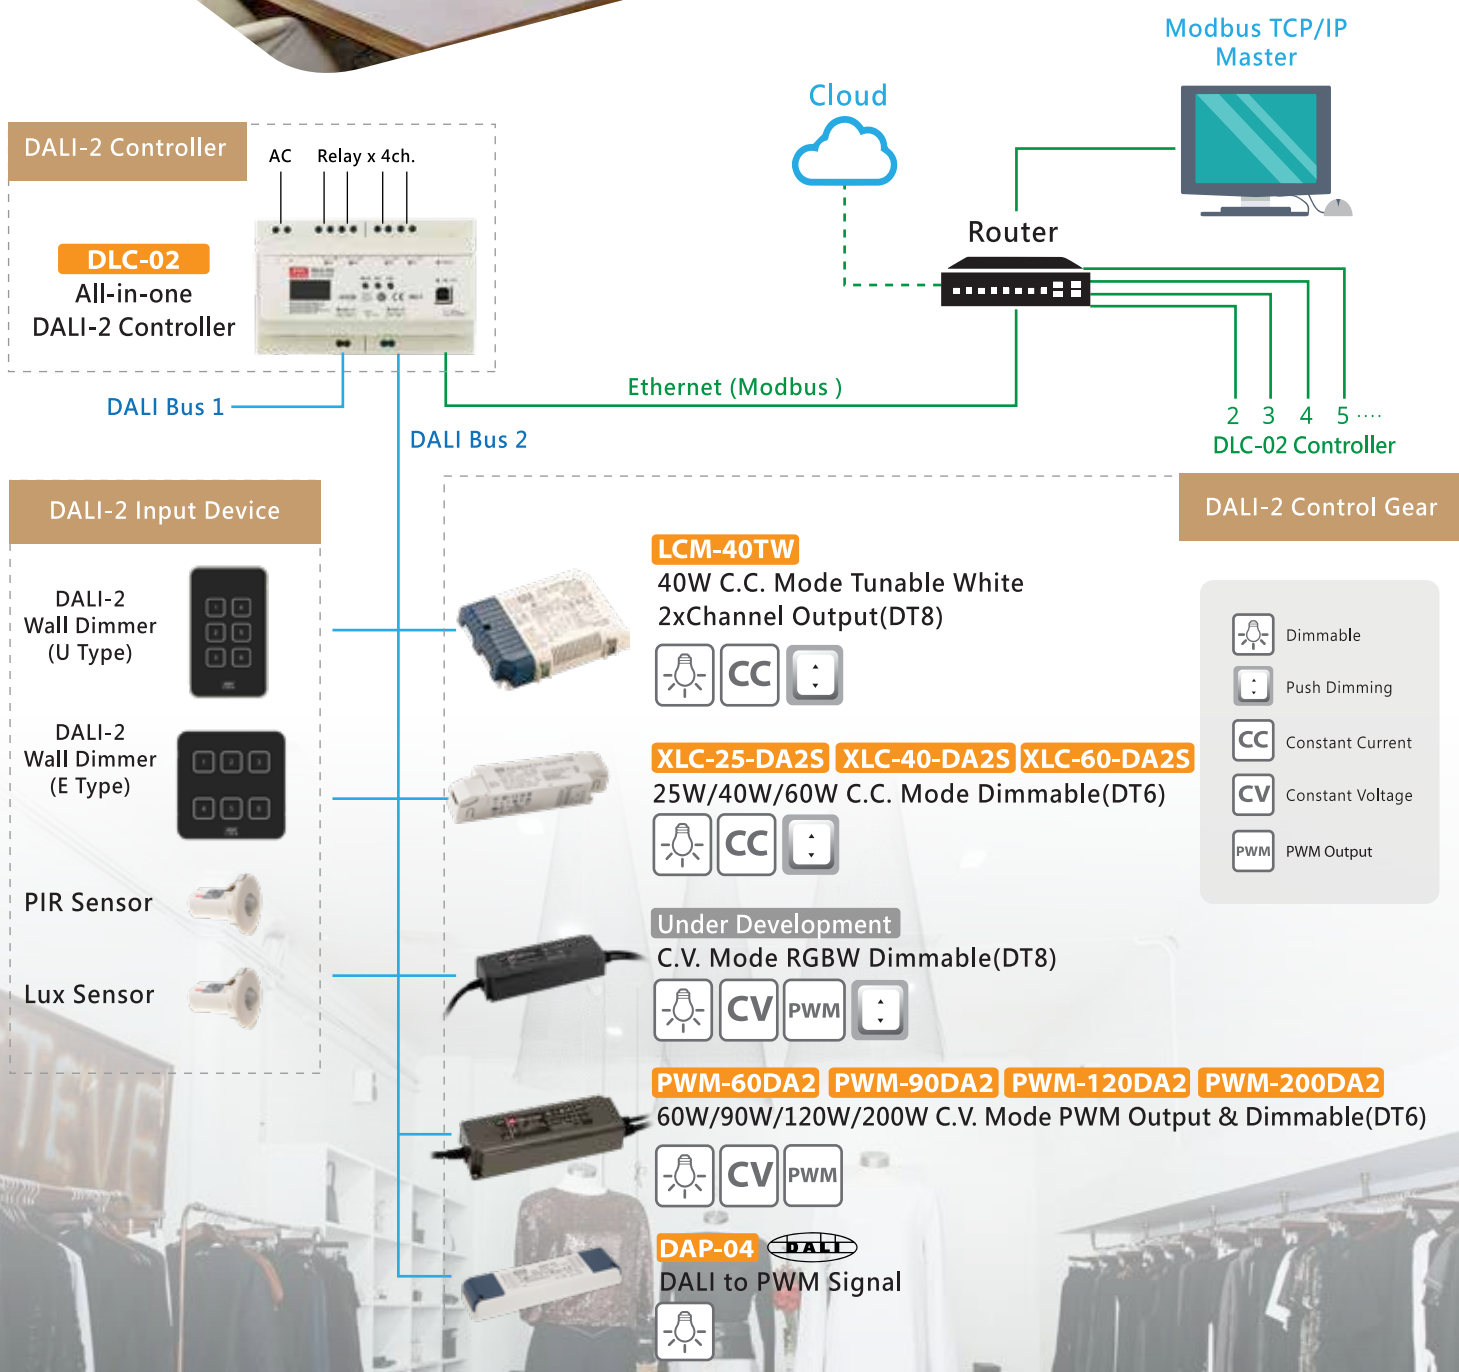 Modbus TCP/IP
Master
Cloud
DALI-2 Controller
AC
Relay x 4ch.
DLC-02
All-in-one
DALI-2 Controller
Router
DALI Bus 1
DALI Bus 2
Ethernet (Modbus )
2
3
4
5 ····
DLC-02 Controller
DALI-2 Input Device
DALI-2
Wall Dimmer
(U Type)
DALI-2
Wall Dimmer
(E Type)
1 2 3
4 5 6
PIR Sensor
Lux Sensor
DALI-2 Control Gear
LCM-40TW
40W C.C. Mode Tunable White
2xChannel Output(DT8)
CC
XLC-25-DA2S XLC-40-DA2S XLC-60-DA2S
25W/40W/60W C.C. Mode Dimmable(DT6)
CC
Under Development
C.V. Mode RGBW Dimmable(DT8)
CV PWM
PWM-60DA2 PWM-90DA2 PWM-120DA2 PWM-200DA2
60W/90W/120W/200W C.V. Mode PWM Output & Dimmable(DT6)
CV PWM
DAP-04 DALI
DALI to PWM Signal
Dimmable
Push Dimming
CC Constant Current
CV Constant Voltage
PWM PWM Output